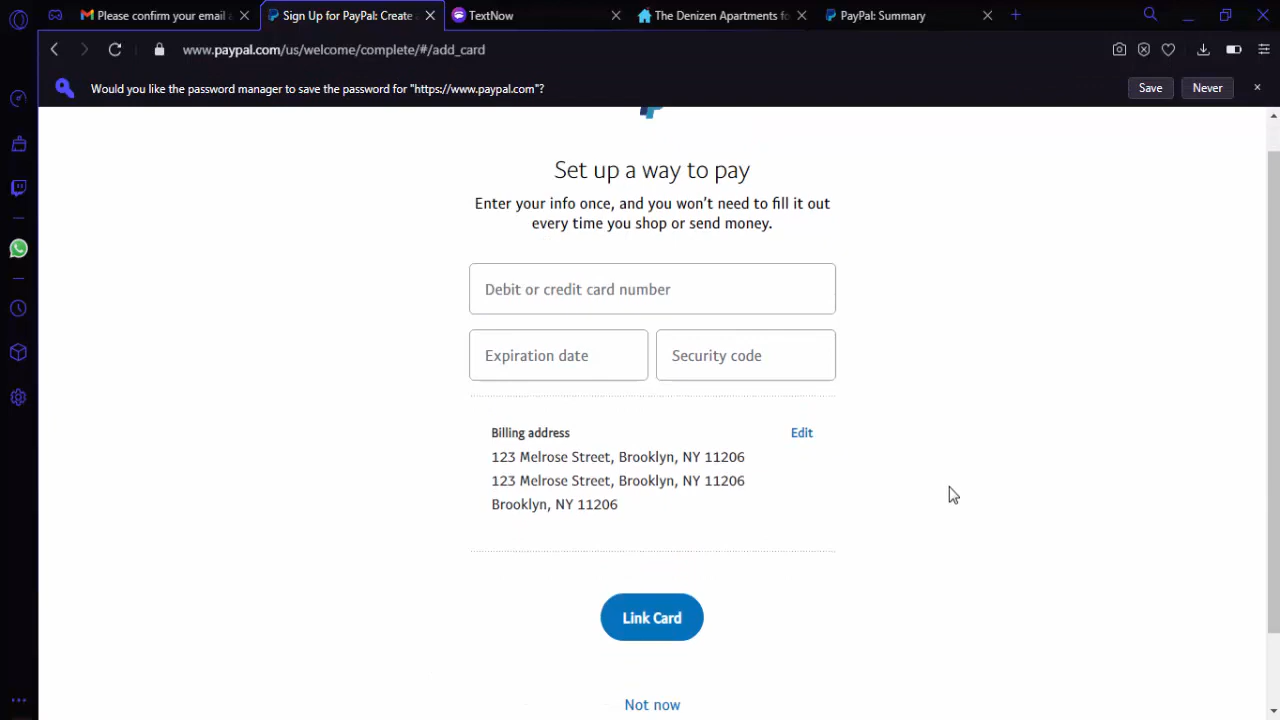 Please confirm your email a
Sign Up for PayPal: Create
TextNow
The Denizen Apartments fo
PayPal: Summary
www.paypal.com/us/welcome/complete/#/add_card
Would you like the password manager to save the password for "https://www.paypal.com"?
Save
Never
Set up a way to pay
Enter your info once, and you won't need to fill it out
every time you shop or send money.
Debit or credit card number
Expiration date
Security code
Billing address
Edit
123 Melrose Street, Brooklyn, NY 11206
123 Melrose Street, Brooklyn, NY 11206
Brooklyn, NY 11206
Link Card
Not now